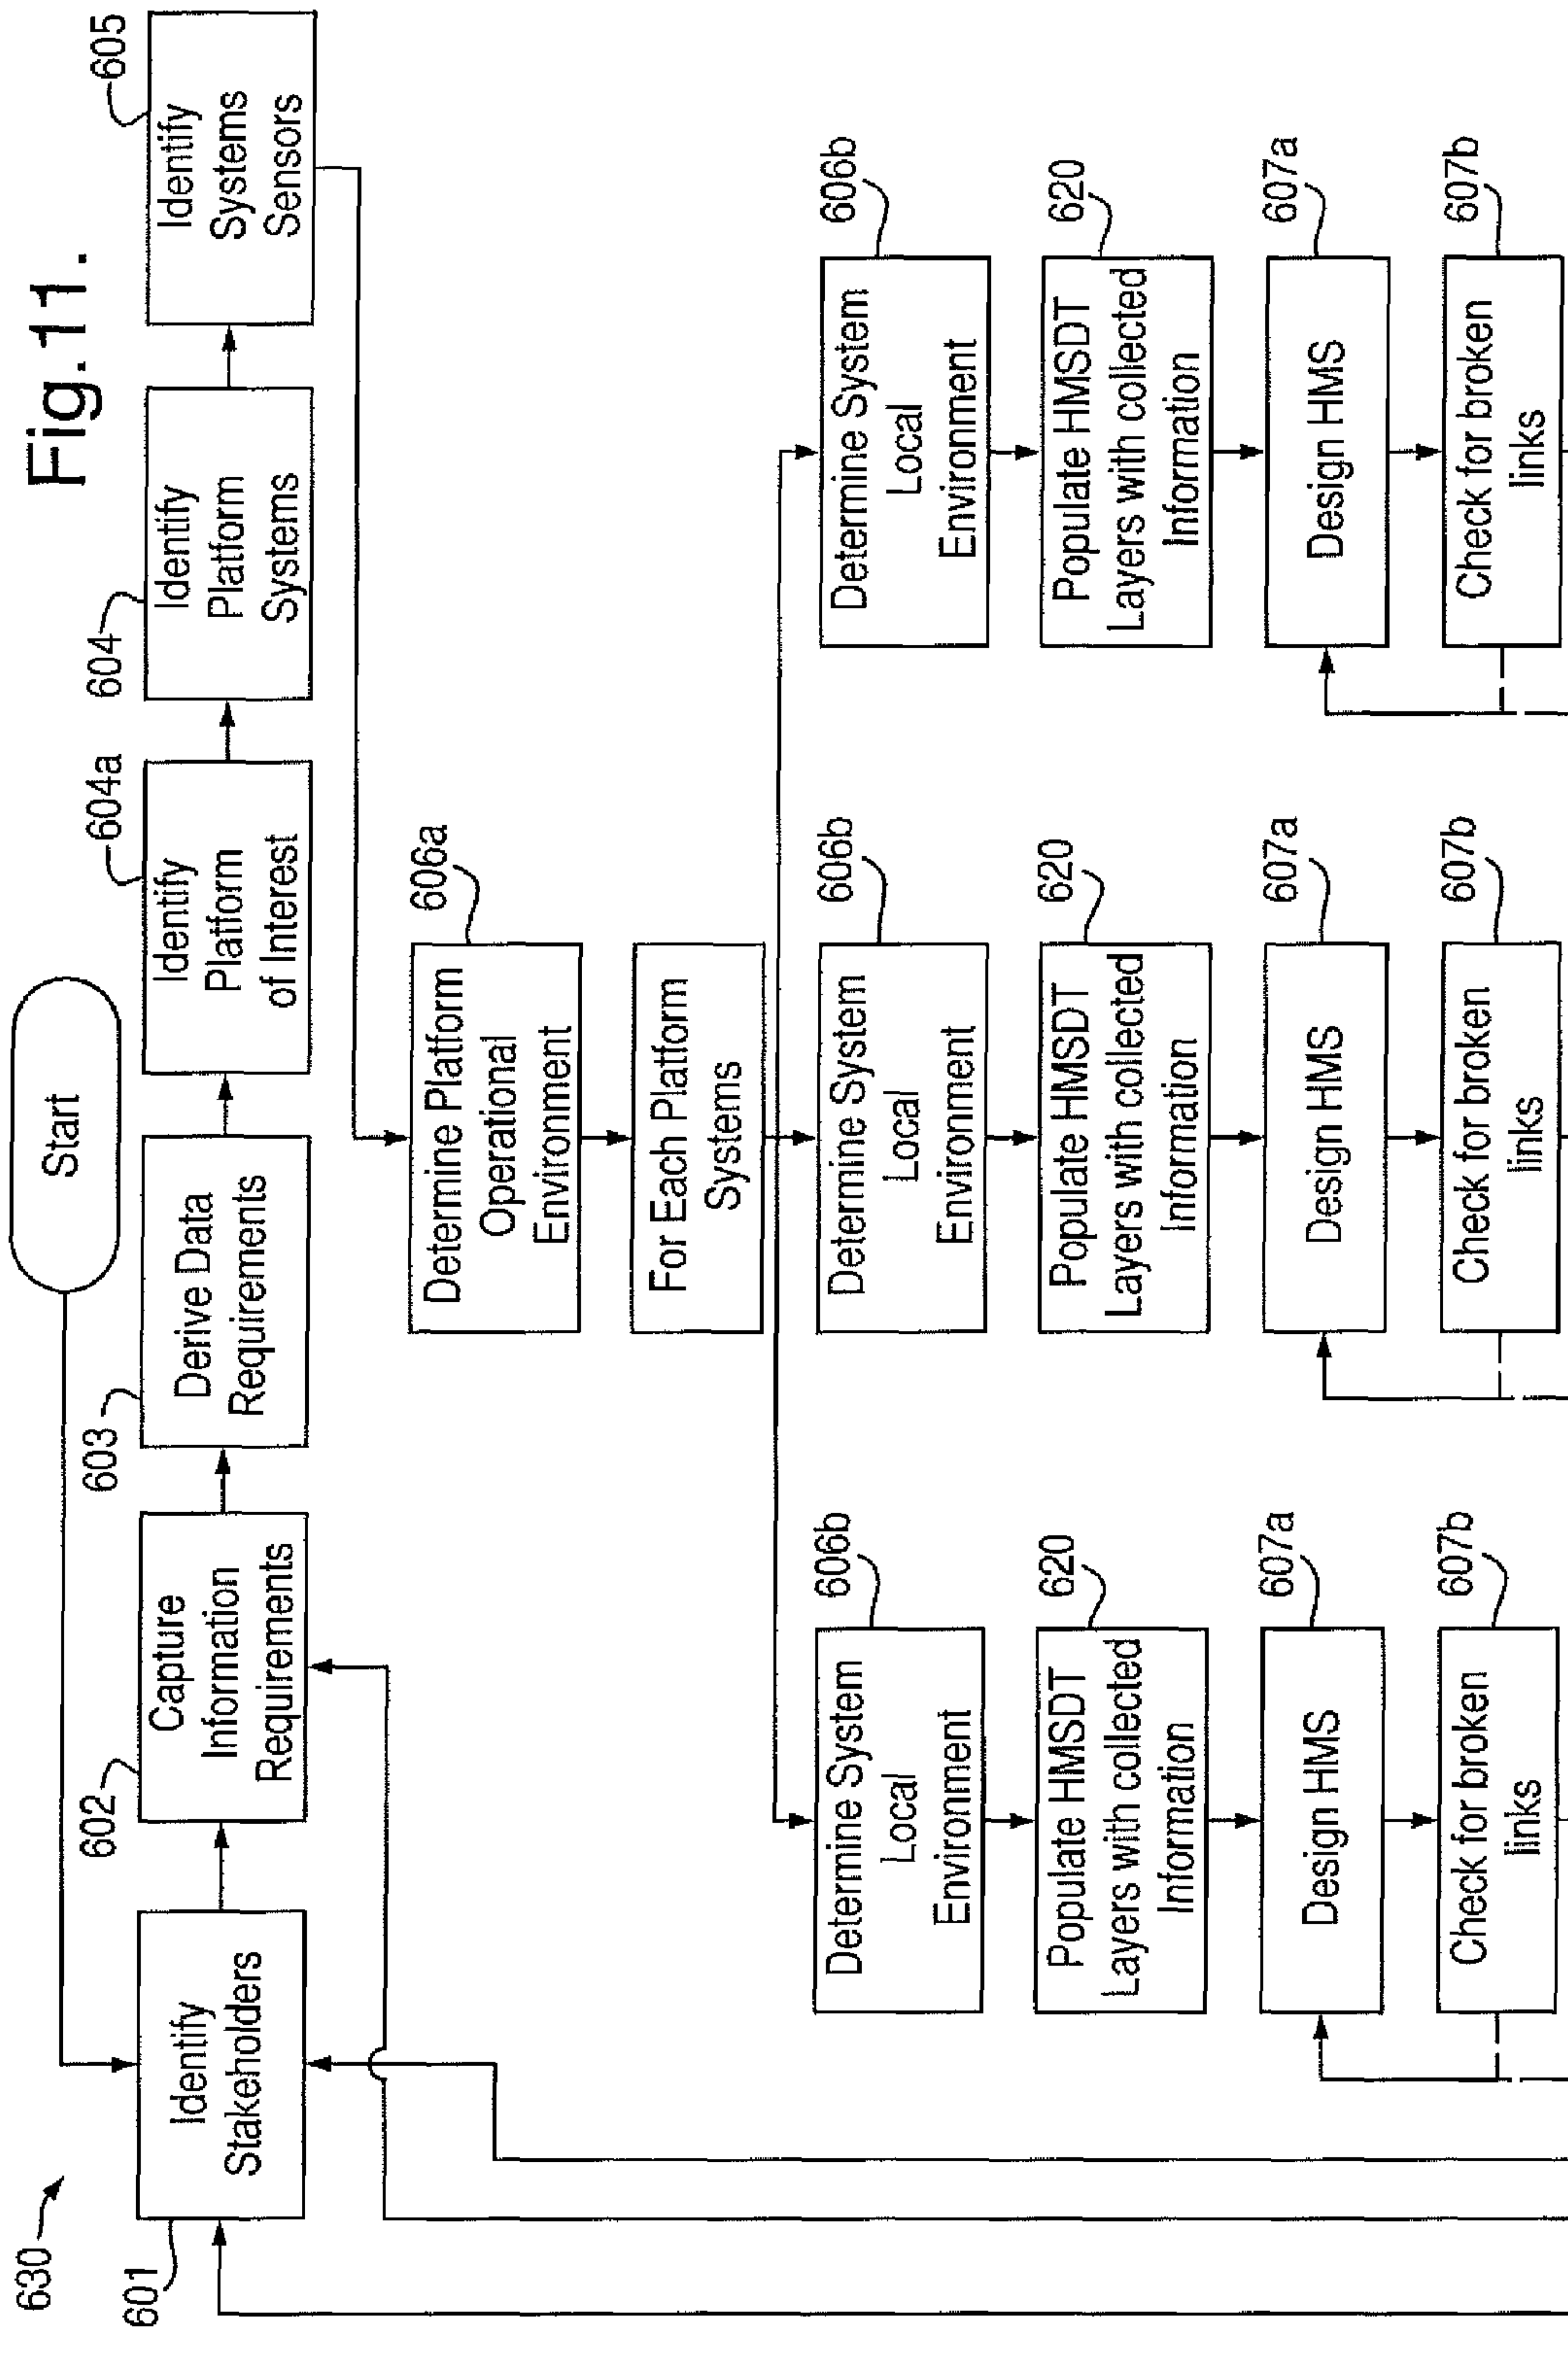 Fig.11.
630
Start
601
Identify
Stakeholders
602
Capture
Information
Requirements
603
Derive Data
Requirements
604a
Identify
Platform
of Interest
604
Identify
Platform
Systems
605
Identify
Systems
Sensors
606a
Determine Platform
Operational
Environment
For Each Platform
Systems
606b
Determine System
Local
Environment
606b
Determine System
Local
Environment
606b
Determine System
Local
Environment
620
Populate HMSDT
Layers with collected
Information
620
Populate HMSDT
Layers with collected
Information
620
Populate HMSDT
Layers with collected
Information
607a
Design HMS
607a
Design HMS
607a
Design HMS
607b
Check for broken
links
607b
Check for broken
links
607b
Check for broken
links